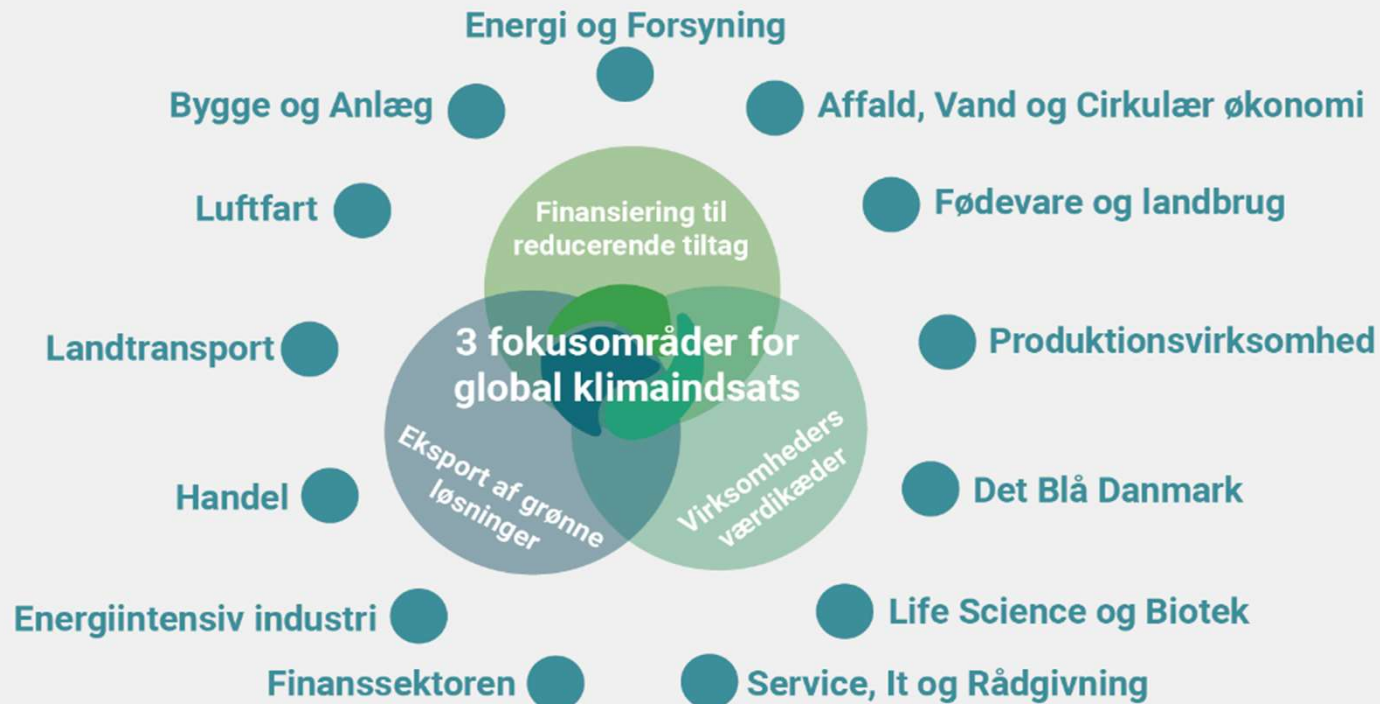 Energi og Forsyning
Bygge og Anlæg
Affald, Vand og Cirkulær økonomi
Luftfart
Fødevare og landbrug
Finansiering til
reducerende tiltag
3 fokusområder for
global klimaindsats
Landtransport
Produktionsvirksomhed
Eksport af grønne
løsninger
Virksomheders
værdikæder
Handel
Det Blå Danmark
Energiintensiv industri
Life Science og Biotek
Finanssektoren
Service, It og Rådgivning